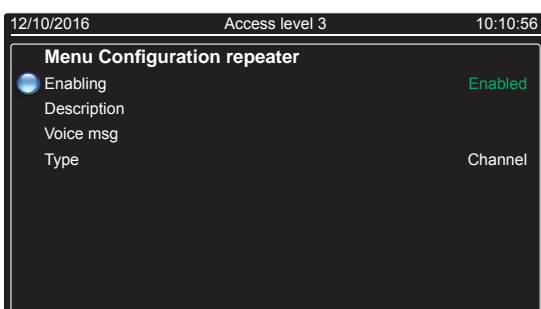 12/10/2016 Access level 3 10:10:56
Menu Configuration repeater
Enabling Enabled
Description
Voice msg
Type Channel